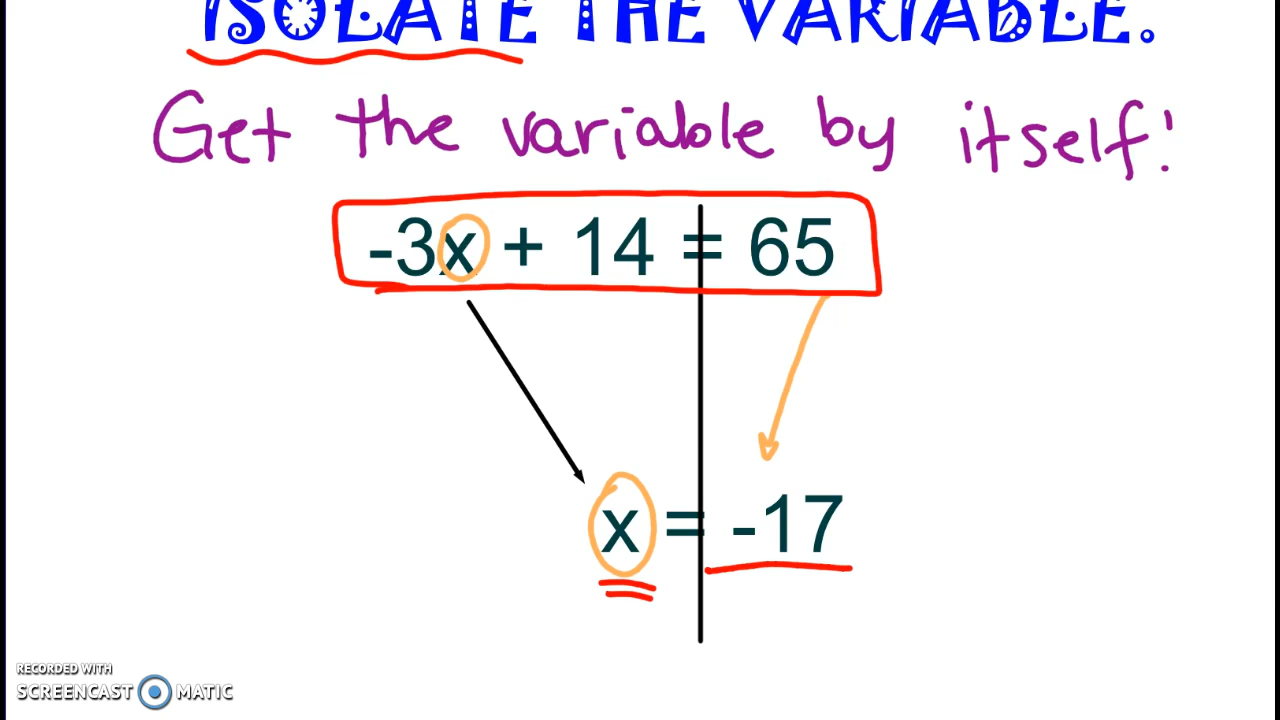 ISOLATE THE VARIABLE.
Get the variable by itself!
-3x + 14 = 65
x = -17
RECORDED WITH
SCREENCAST MATIC